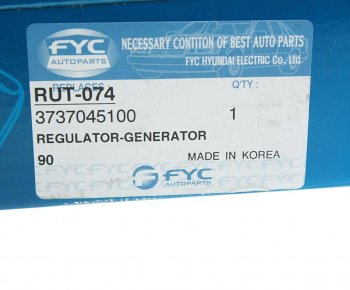 FYC
AUTOPARTS
NECESSARY CONTITON OF BEST AUTO PARTS
FYC HYUNDAI ELECTRIC Co., Ltd.
REPLACES :
Q'TY :
RUT-074
3737045100 1
REGULATOR-GENERATOR
90 MADE IN KOREA
FYC
AUTOPARTS